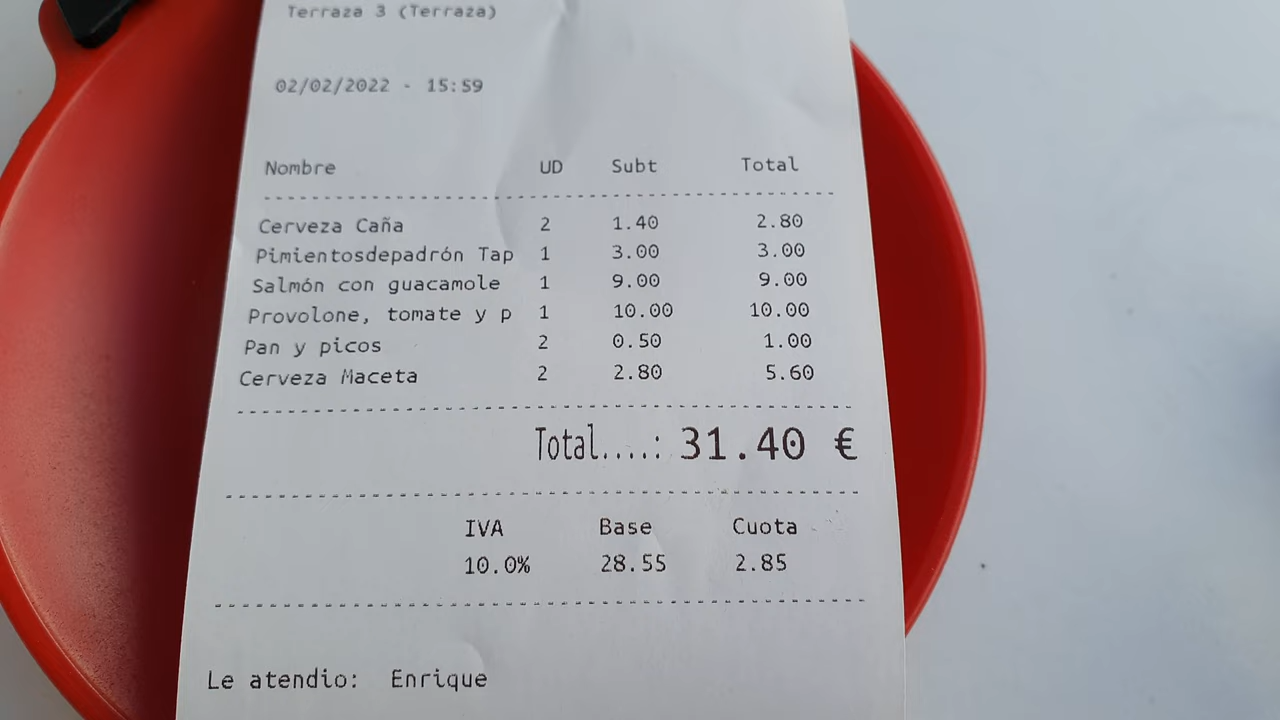 Terraza 3 (Terraza)
02/02/2022 - 15:59
Nombre UD Subt Total
Cerveza Caña 2 1.40 2.80
Pimientosdepadrón Tap 1 3.00 3.00
Salmón con guacamole 1 9.00 9.00
Provolone, tomate y p 1 10.00 10.00
Pan y picos 2 0.50 1.00
Cerveza Maceta 2 2.80 5.60
Total....: 31.40 €
IVA Base Cuota
10.0% 28.55 2.85
Le atendio: Enrique